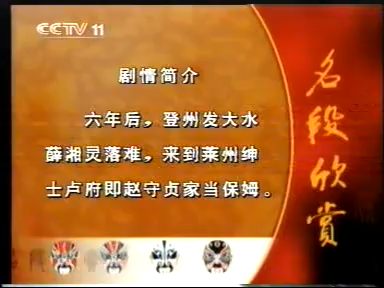 CCTV 11
剧情简介
六年后，登州发大水
薛湘灵落难，来到莱州绅
士卢府即赵守贞家当保姆。
名段欣赏